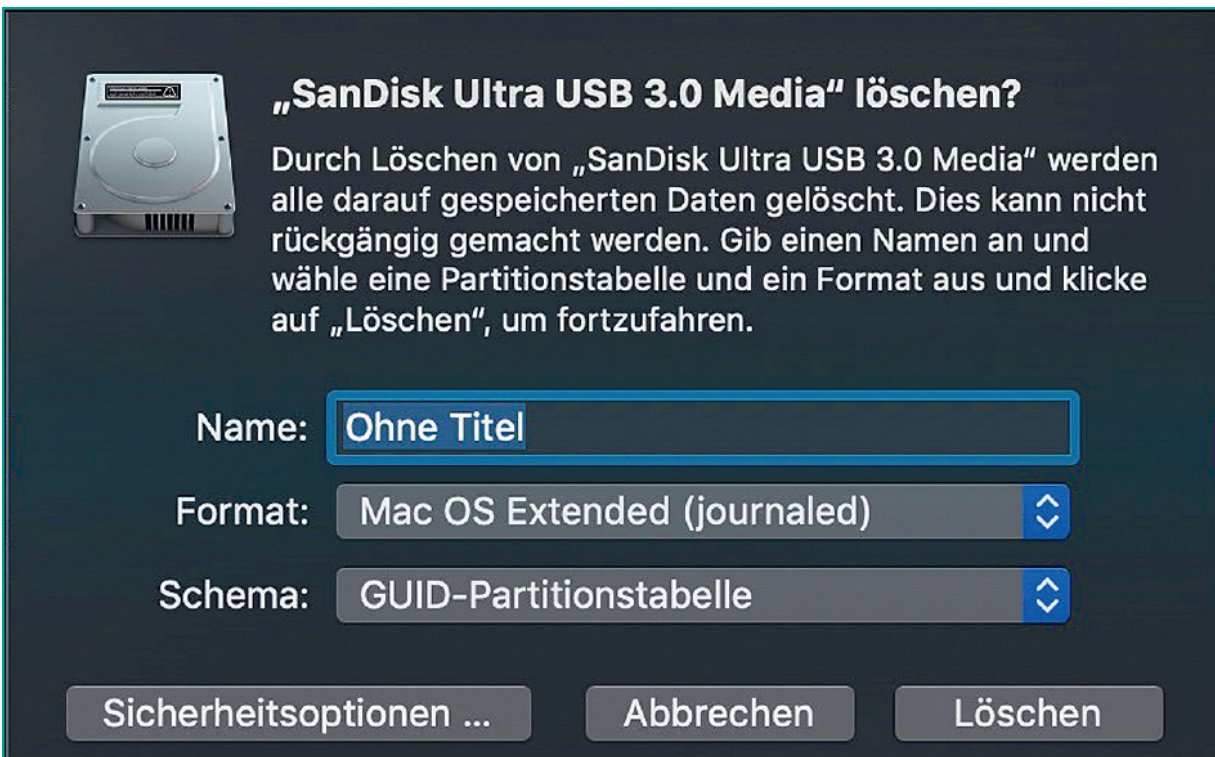 „SanDisk Ultra USB 3.0 Media“ löschen?
Durch Löschen von „SanDisk Ultra USB 3.0 Media“ werden
alle darauf gespeicherten Daten gelöscht. Dies kann nicht
rückgängig gemacht werden. Gib einen Namen an und
wähle eine Partitionstabelle und ein Format aus und klicke
auf „Löschen“, um fortzufahren.
Name: Ohne Titel
Format: Mac OS Extended (journaled)
Schema: GUID-Partitionstabelle
Sicherheitsoptionen ... Abbrechen Löschen